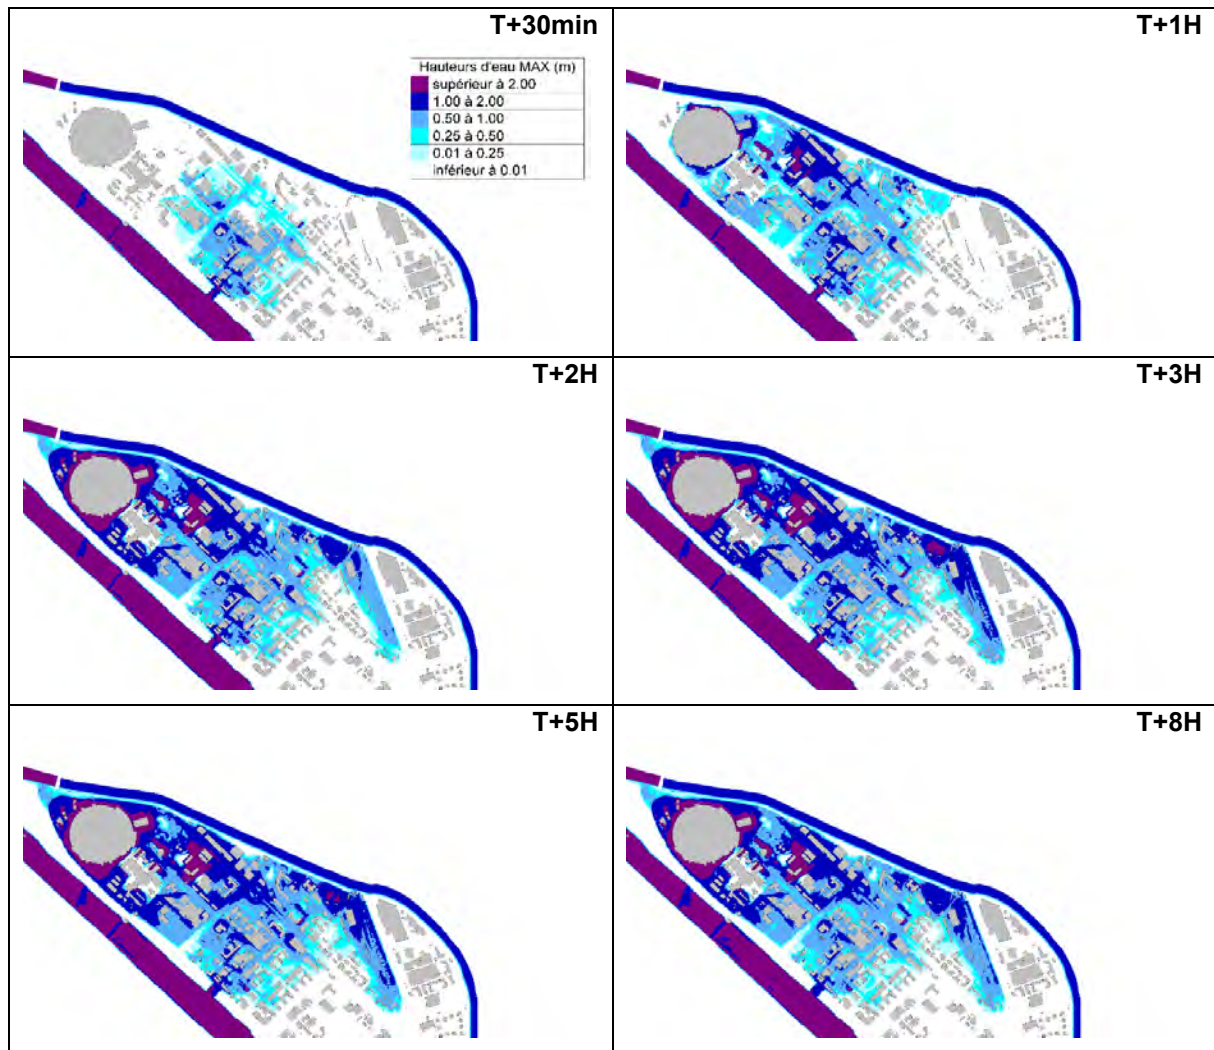 T+30min
T+1H
Hauteurs d'eau MAX (m)
supérieur à 2.00
1.00 à 2.00
0.50 à 1.00
0.25 à 0.50
0.01 à 0.25
inférieur à 0.01
T+2H
T+3H
T+5H
T+8H